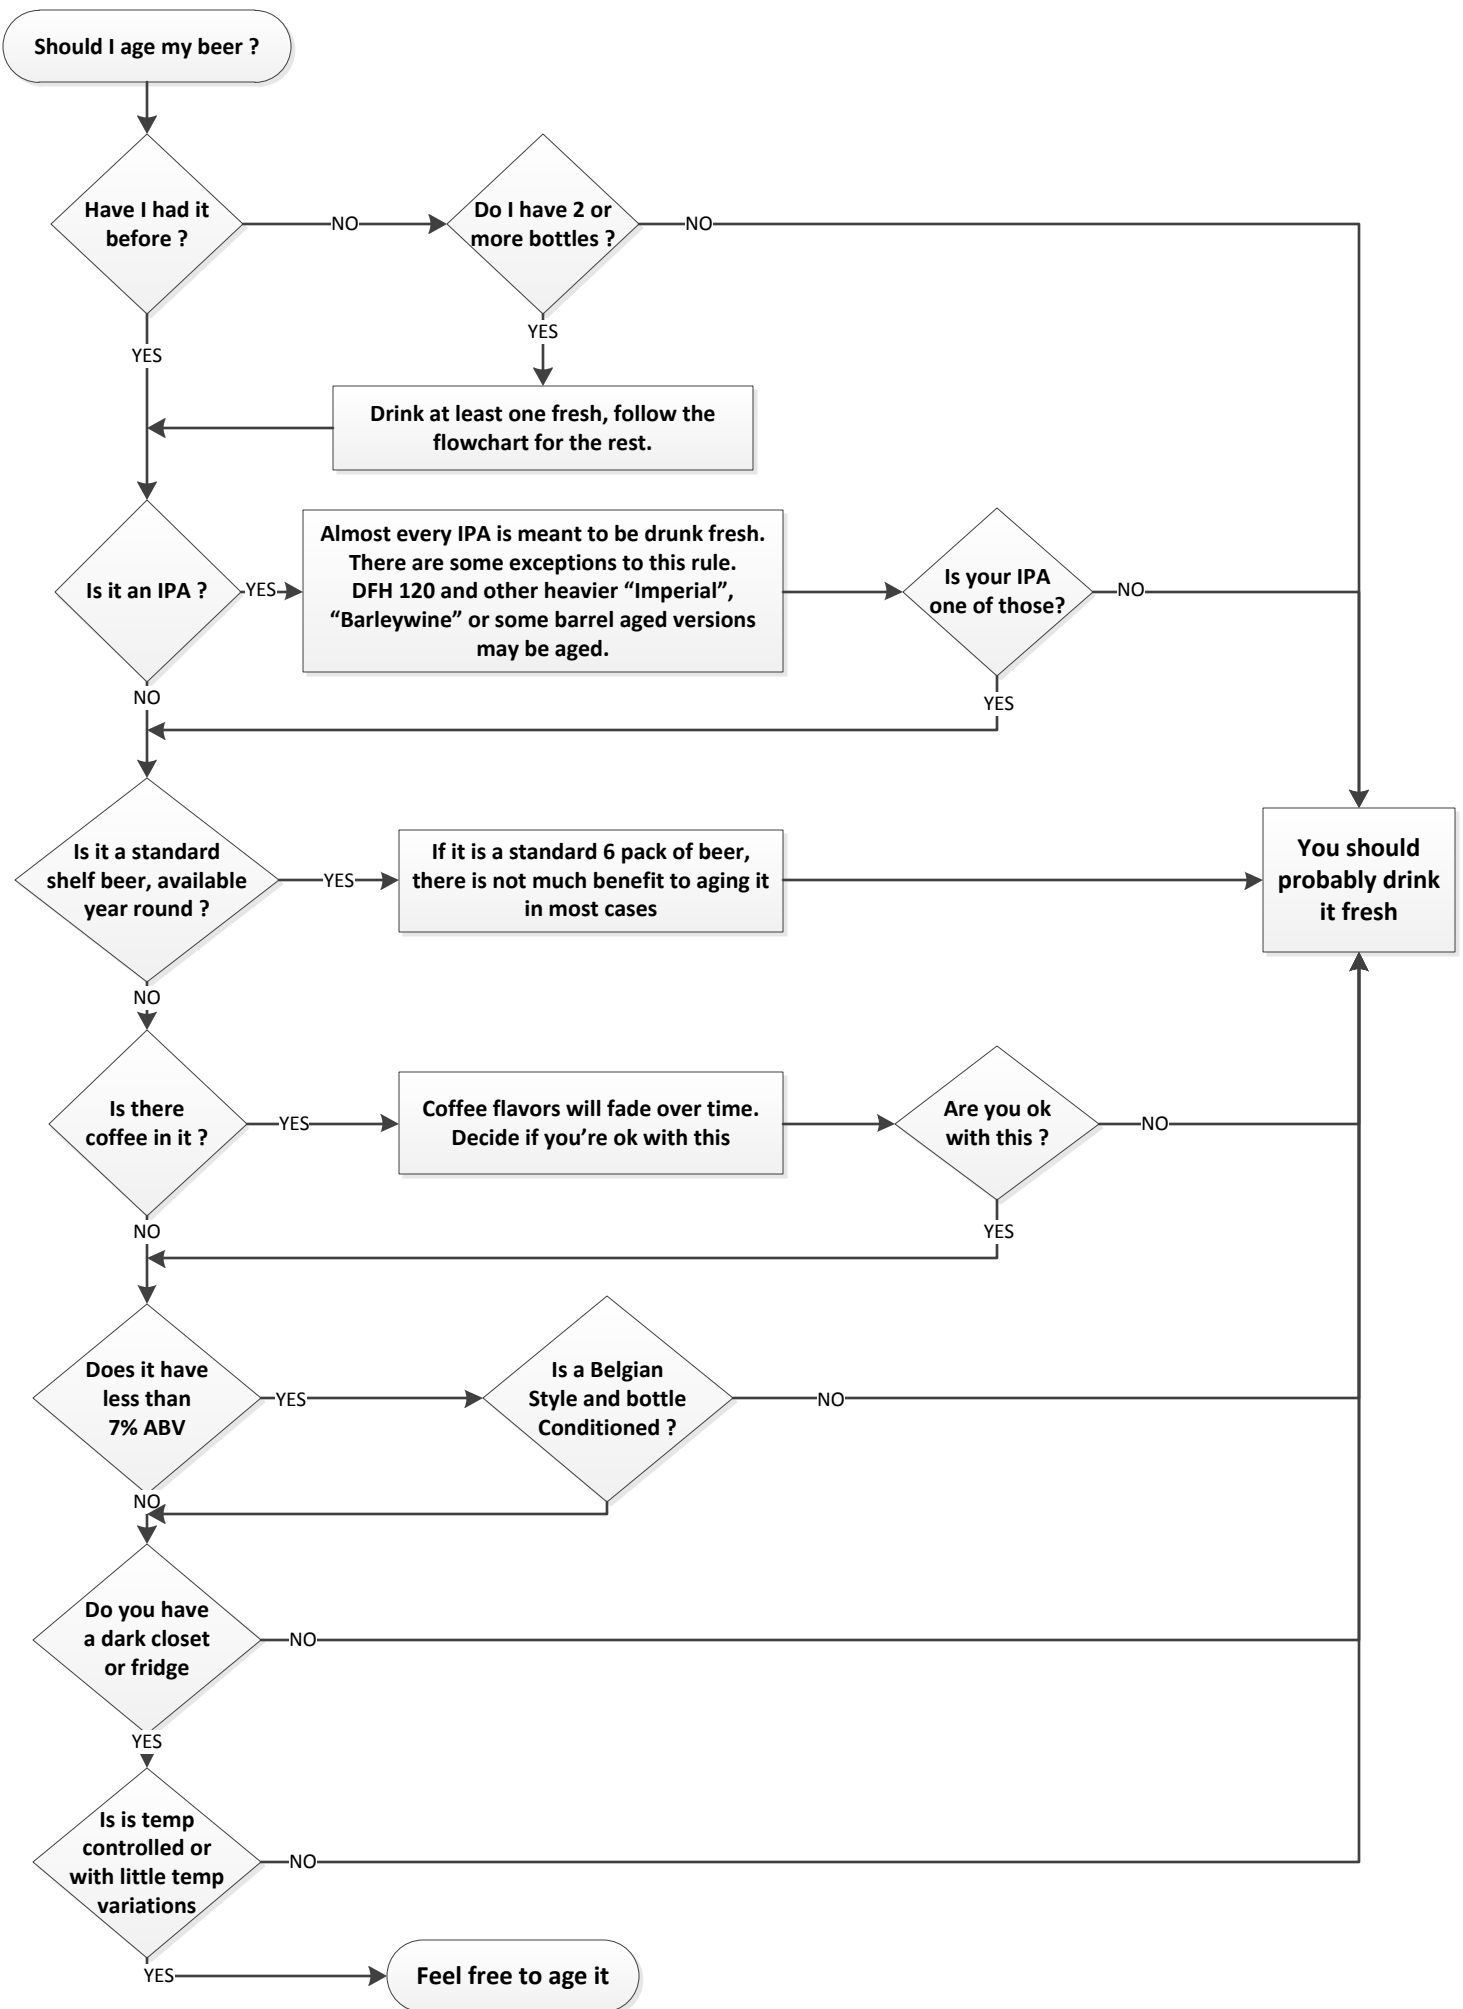 Should I age my beer ?
Have I had it
before ?
NO
Do I have 2 or
more bottles ?
NO
YES
YES
Drink at least one fresh, follow the
flowchart for the rest.
Is it an IPA ?
YES
Almost every IPA is meant to be drunk fresh.
There are some exceptions to this rule.
DFH 120 and other heavier “Imperial”,
“Barleywine” or some barrel aged versions
may be aged.
Is your IPA
one of those?
NO
NO
YES
Is it a standard
shelf beer, available
year round ?
YES
If it is a standard 6 pack of beer,
there is not much benefit to aging it
in most cases
You should
probably drink
it fresh
NO
Is there
coffee in it ?
YES
Coffee flavors will fade over time.
Decide if you’re ok with this
Are you ok
with this ?
NO
NO
YES
Does it have
less than
7% ABV
YES
Is a Belgian
Style and bottle
Conditioned ?
NO
NO
Do you have
a dark closet
or fridge
NO
YES
Is is temp
controlled or
with little temp
variations
NO
YES
Feel free to age it